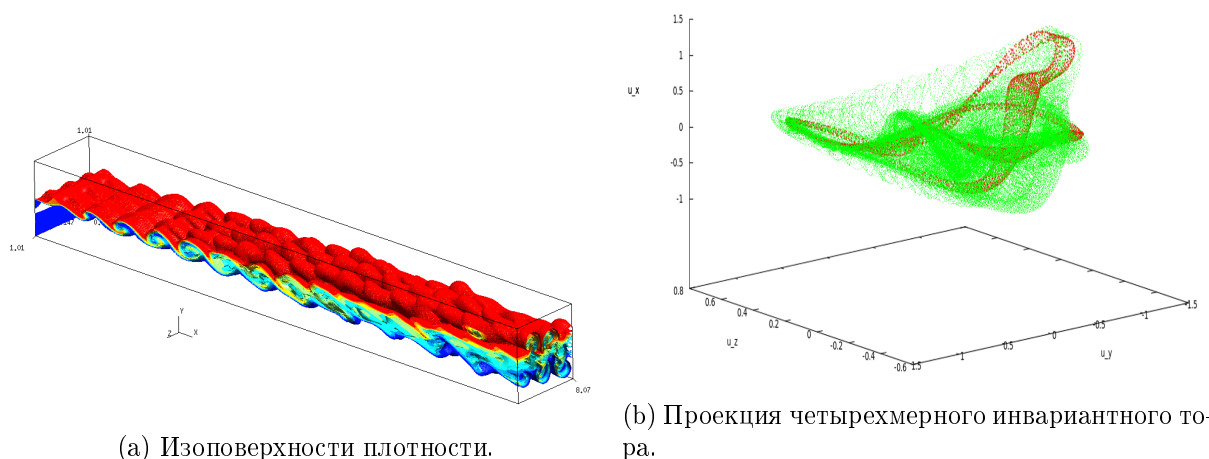 1.01
1.01
8.07
Y
Z
X
1.5
1
0.5
0
-0.5
-1
u_x
0.8
0.6
0.4
0.2
0
-0.2
-0.4
-0.6
u_z
1.5
1
0.5
0
-0.5
-1
-1.5
u_y
(a) Изоповерхности плотности.
(b) Проекция четырехмерного инвариантного то-
ра.